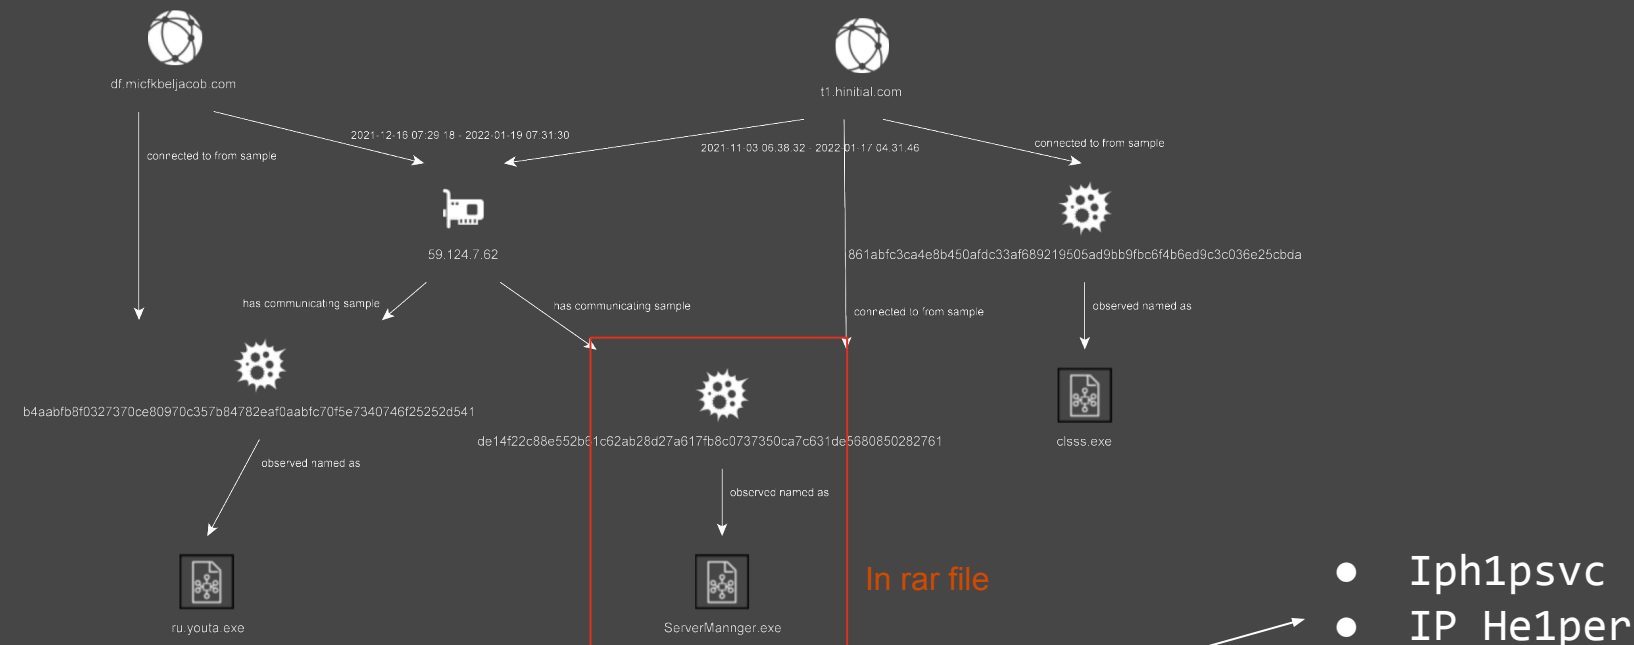 df.micfkbeljacob.com
t1.hinitial.com
2021-12-16 07:29 18 - 2022-01-19 07:31:30
connected to from sample
2021-11-03 06.38.32 - 2022-01-17 04.31.46
connected to from sample
59.124.7.62
861abfc3ca4e8b450afdc33af689219505ad9bb9fbc6f4b6ed9c3c036e25cbda
has communicating sample
has communicating sample
connected to from sample
observed named as
b4aabfb8f0327370ce80970c357b84782eaf0aabfc70f5e7340746f25252d541
de14f22c88e552b61c62ab28d27a617fb8c0737350ca7c631de5680850282761
clsss.exe
observed named as
observed named as
In rar file
ru.youta.exe
ServerMannger.exe
● Iph1psvc
● IP He1per